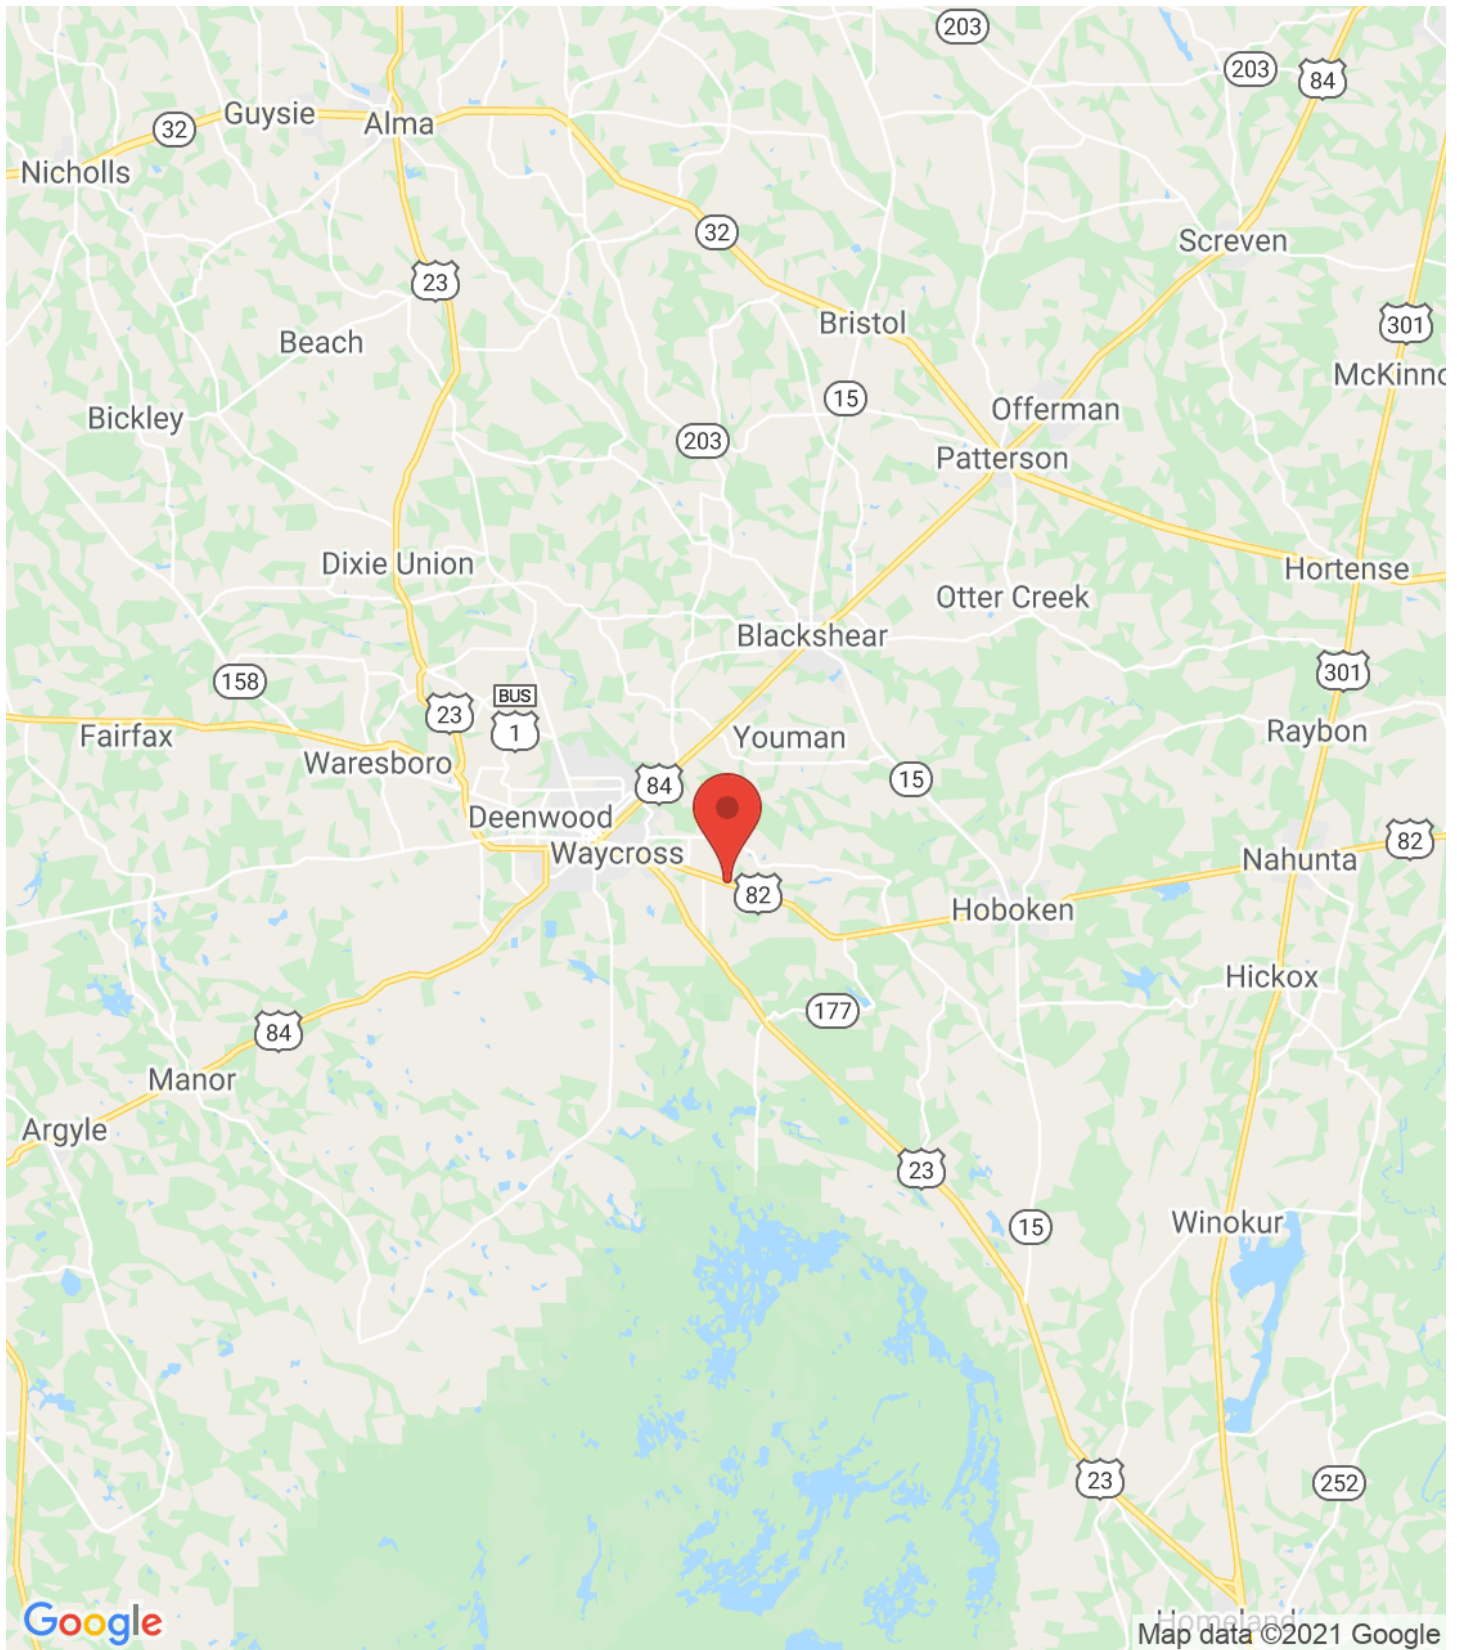 203
203
84
Guysie
32
Alma
Nicholls
32
Screven
23
Bristol
301
Beach
McKinno
15
Offerman
Bickley
203
Patterson
Dixie Union
Hortense
Otter Creek
Blackshear
158
301
BUS
23
1
Raybon
Fairfax
Youman
Waresboro
84
15
Deenwood
82
Waycross
Nahunta
82
Hoboken
Hickox
177
84
Manor
Argyle
23
15
Winokur
23
252
Google
Homeland
Map data ©2021 Google